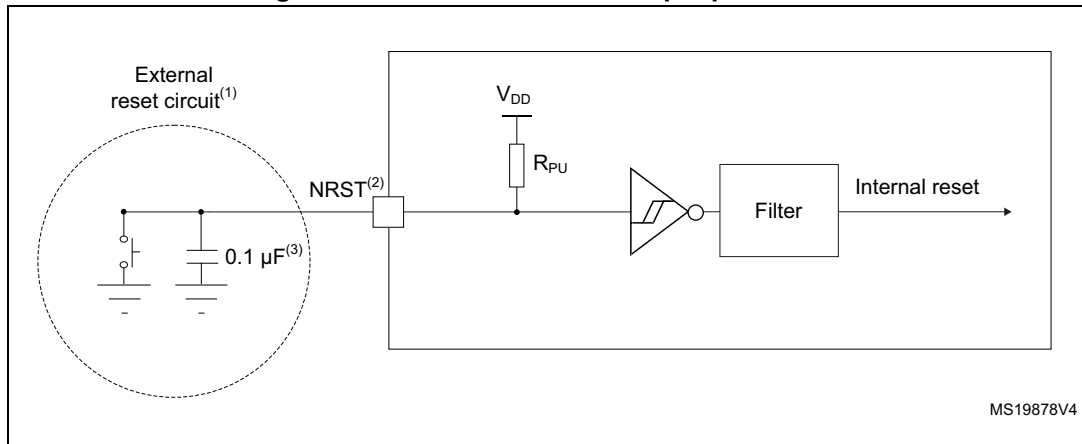 External
reset circuit(1)
VDD
RPU
NRST(2)
Filter
Internal reset
0.1 µF(3)
MS19878V4